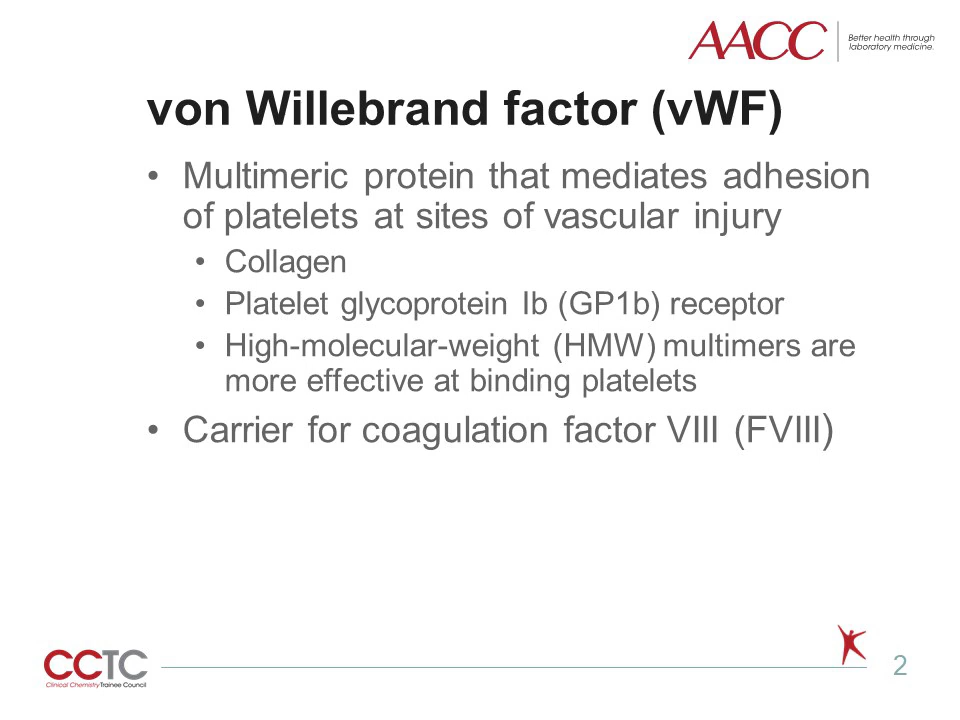 AACC
Better health through
laboratory medicine.
von Willebrand factor (vWF)
• Multimeric protein that mediates adhesion
of platelets at sites of vascular injury
• Collagen
• Platelet glycoprotein Ib (GP1b) receptor
• High-molecular-weight (HMW) multimers are
more effective at binding platelets
• Carrier for coagulation factor VIII (FVIII)
CCTC
Clinical Chemistry Trainee Council
2